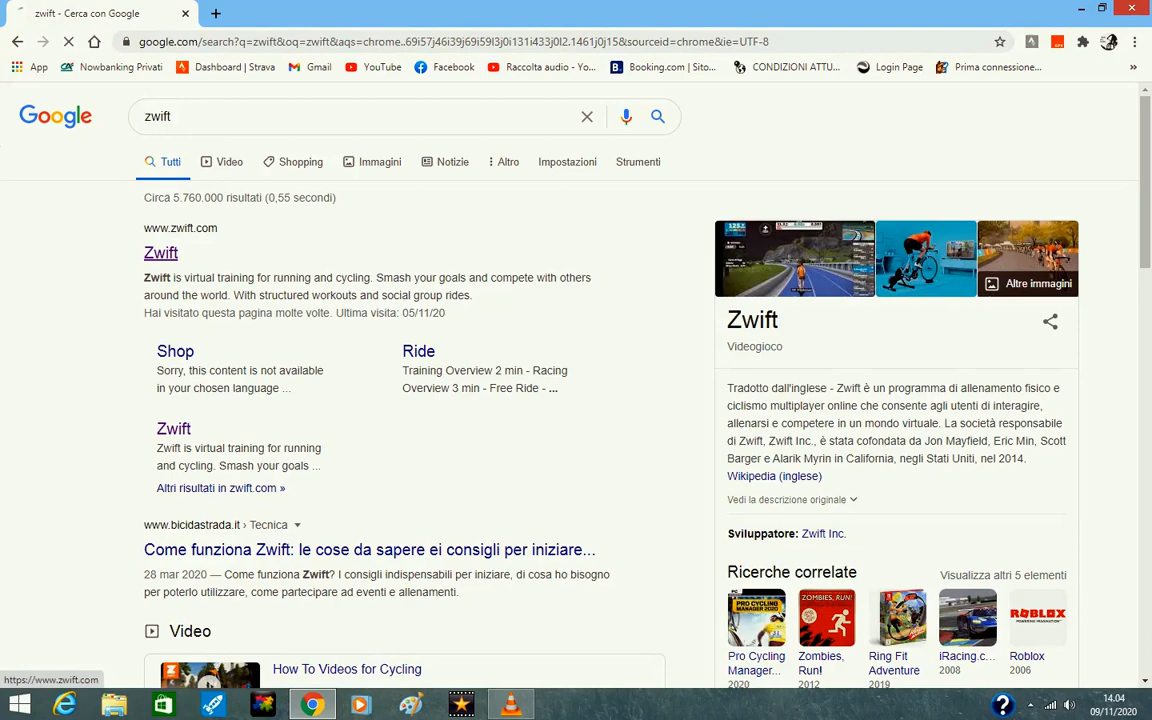 zwift - Cerca con Google
google.com/search?q=zwift&oq=zwift&aqs=chrome..69i57j46i39j69i59l3j0i131i433j0l2.1461j0j15&sourceid=chrome&ie=UTF-8
App Nowbanking Privati Dashboard | Strava Gmail YouTube Facebook Raccolta audio - Yo... Booking.com | Sito... CONDIZIONI ATTU... Login Page Prima connessione...
Google
zwift
Tutti Video Shopping Immagini Notizie Altro Impostazioni Strumenti
Circa 5.760.000 risultati (0,55 secondi)
www.zwift.com
Zwift
Zwift is virtual training for running and cycling. Smash your goals and compete with others
around the world. With structured workouts and social group rides.
Hai visitato questa pagina molte volte. Ultima visita: 05/11/20
Shop
Sorry, this content is not available
in your chosen language ...
Ride
Training Overview 2 min - Racing
Overview 3 min - Free Ride - ...
Zwift
Zwift is virtual training for running
and cycling. Smash your goals ...
Altri risultati in zwift.com »
www.bicidastrada.it › Tecnica
Come funziona Zwift: le cose da sapere ei consigli per iniziare...
28 mar 2020 — Come funziona Zwift? I consigli indispensabili per iniziare, di cosa ho bisogno
per poterlo utilizzare, come partecipare ad eventi e allenamenti.
Video
How To Videos for Cycling
Altre immagini
Zwift
Videogioco
Tradotto dall'inglese - Zwift è un programma di allenamento fisico e
ciclismo multiplayer online che consente agli utenti di interagire,
allenarsi e competere in un mondo virtuale. La società responsabile
di Zwift, Zwift Inc., è stata cofondata da Jon Mayfield, Eric Min, Scott
Barger e Alarik Myrin in California, negli Stati Uniti, nel 2014.
Wikipedia (inglese)
Vedi la descrizione originale
Sviluppatore: Zwift Inc.
Ricerche correlate
Visualizza altri 5 elementi
PRO CYCLING
MANAGER 2020
ZOMBIES, RUN!
ROBLOX
Pro Cycling
Manager...
2020
Zombies,
Run!
2012
Ring Fit
Adventure
2019
iRacing.c...
2008
Roblox
2006
https://www.zwift.com
14.04
09/11/2020